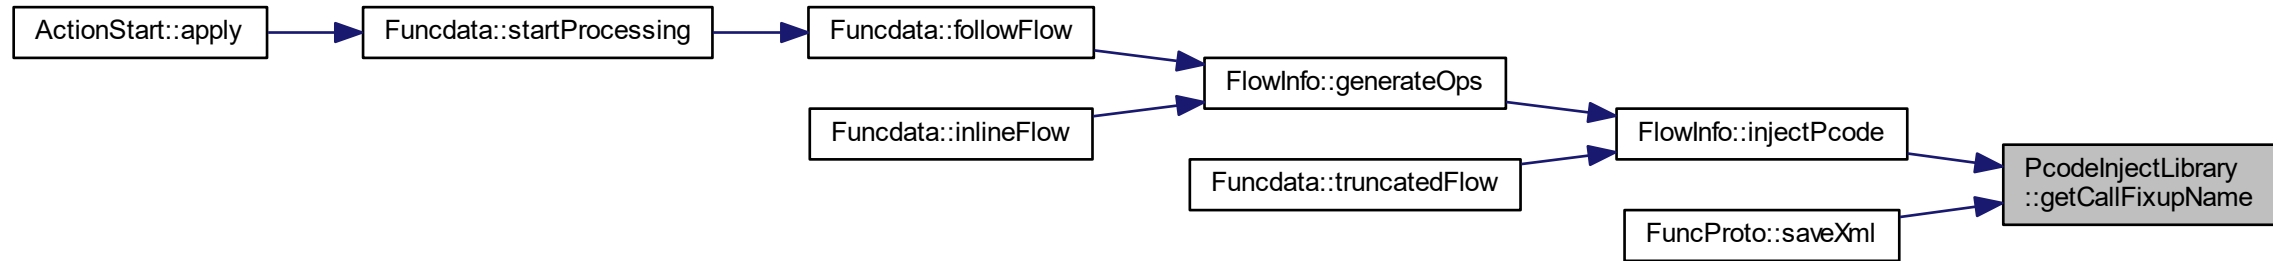 ActionStart::apply
Funcdata::startProcessing
Funcdata::followFlow
FlowInfo::generateOps
Funcdata::inlineFlow
FlowInfo::injectPcode
Funcdata::truncatedFlow
PcodeInjectLibrary
::getCallFixupName
FuncProto::saveXml